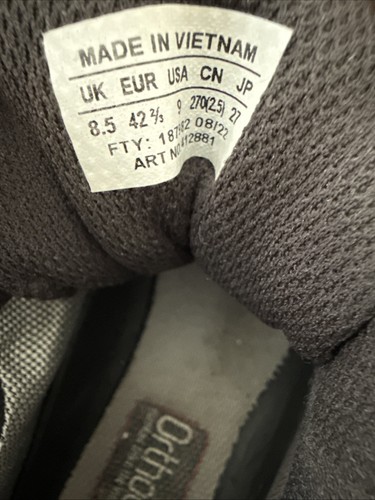 MADE IN VIETNAM
UK EUR USA CN JP
8.5 42⅔ 9 270(2.5) 27
FTY: 08/22
ART NO
Ortho